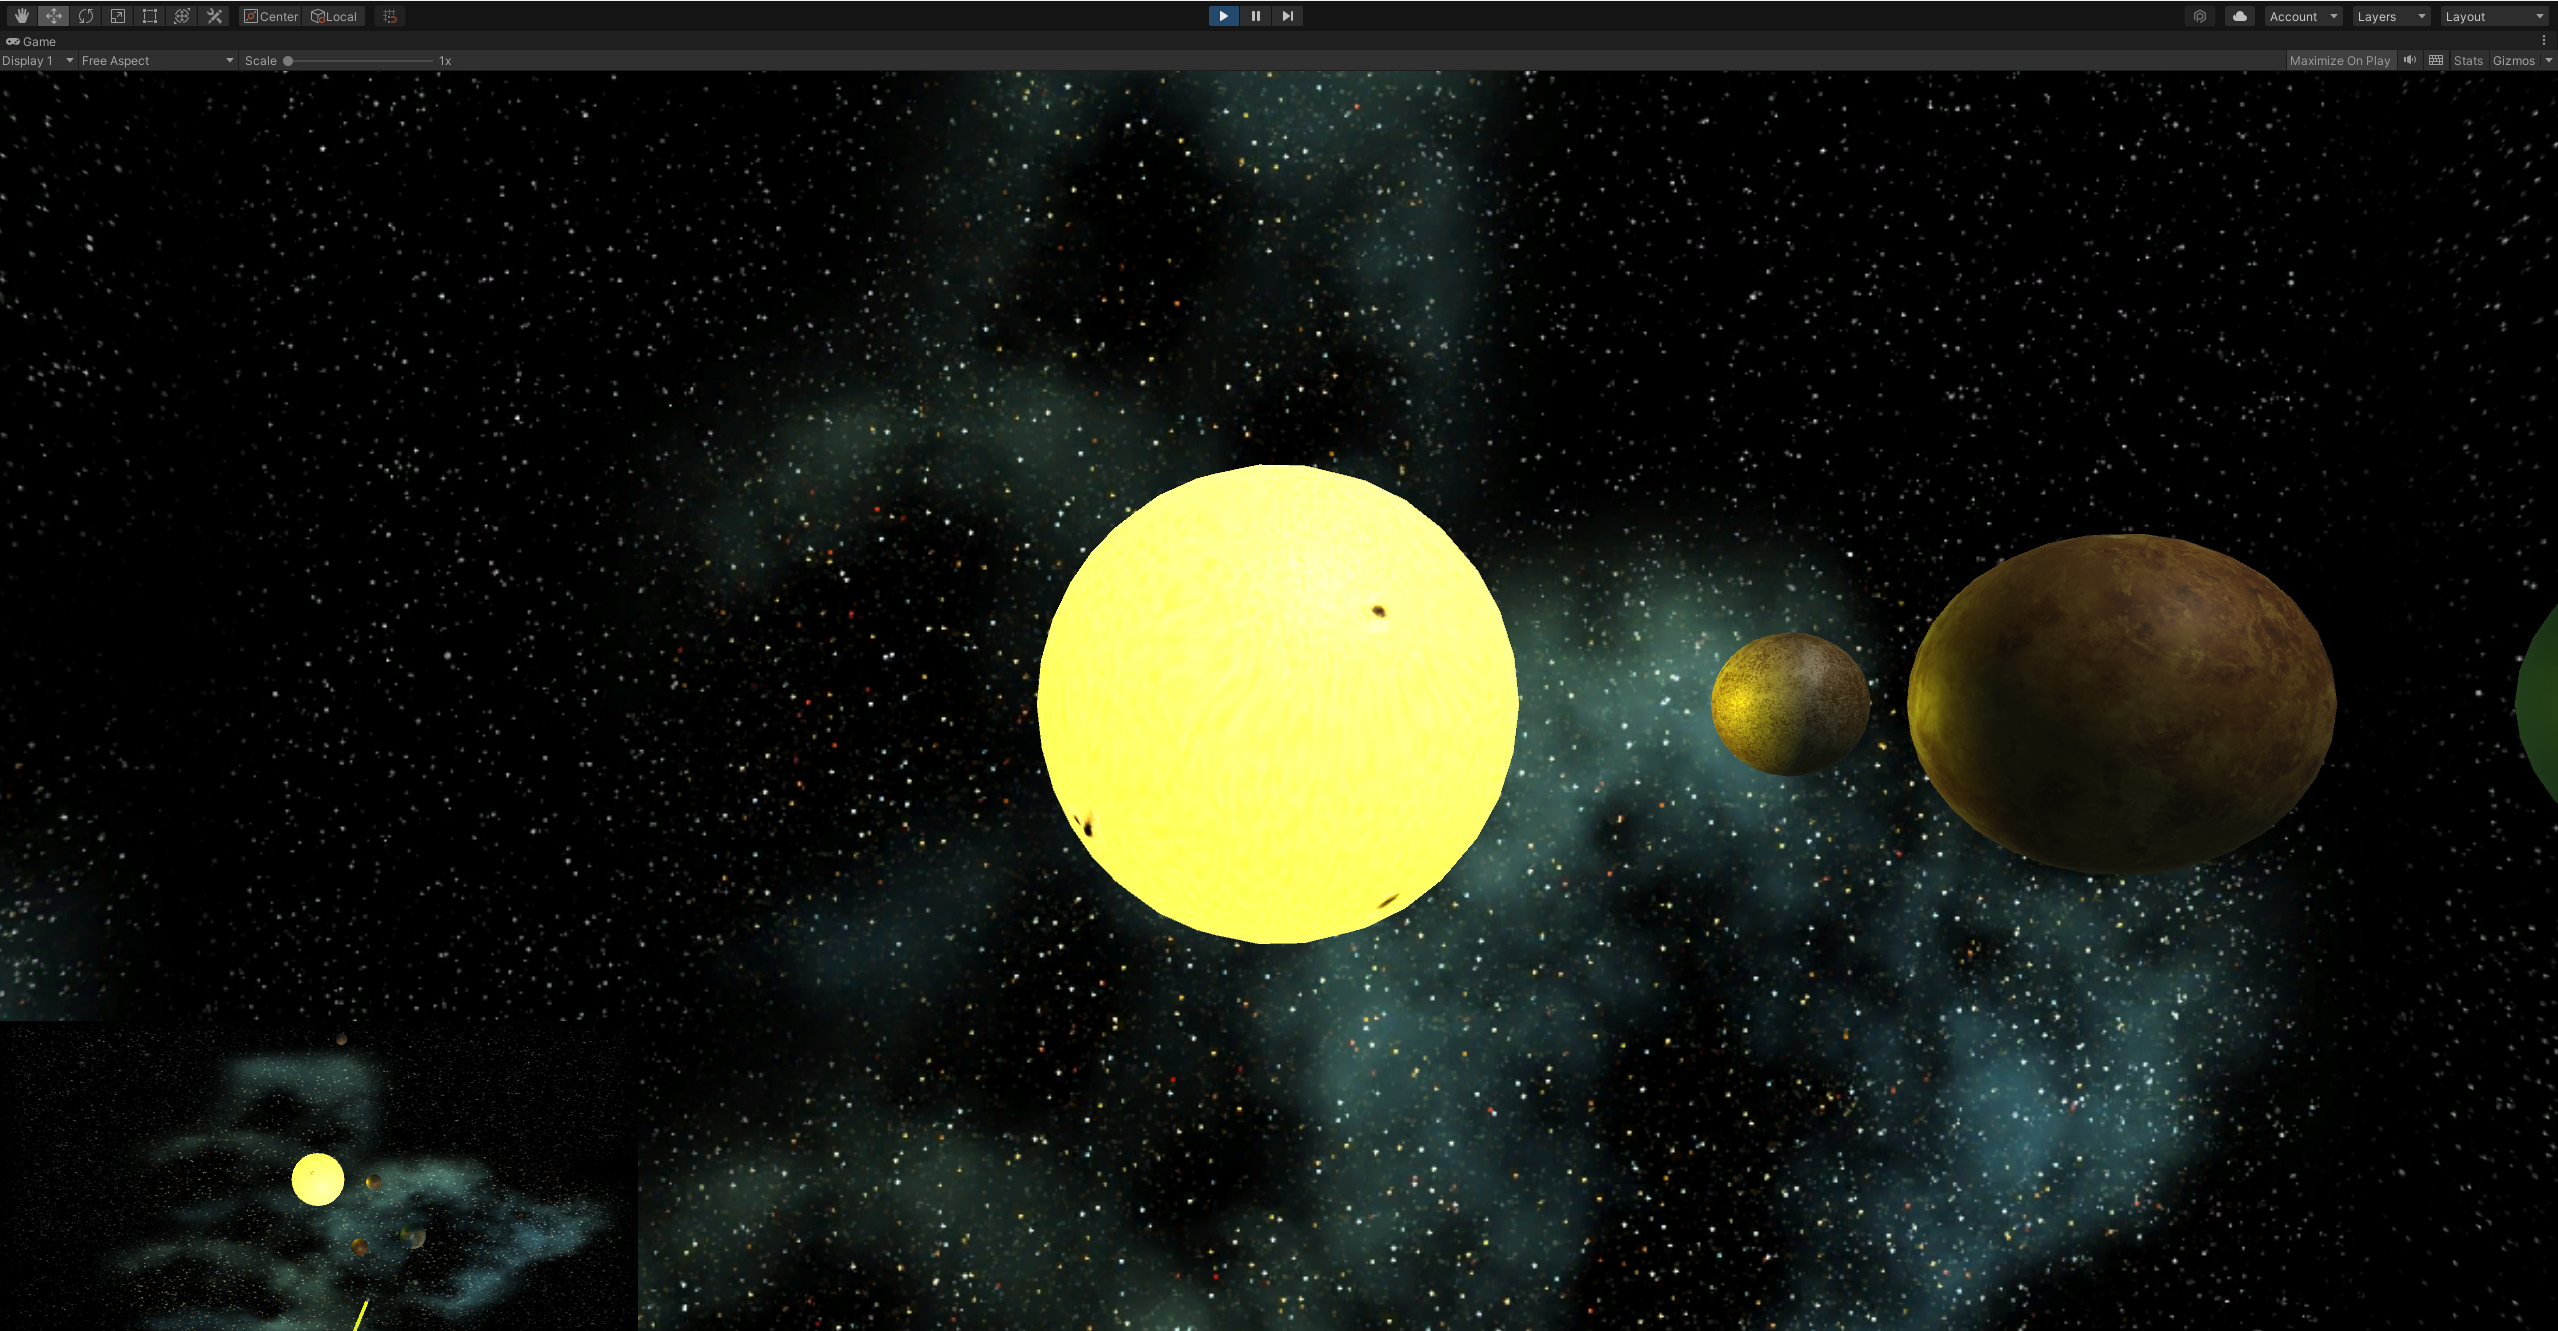 Center Local Account Layers Layout
Game
Display 1 Free Aspect Scale 1x Maximize On Play Stats Gizmos